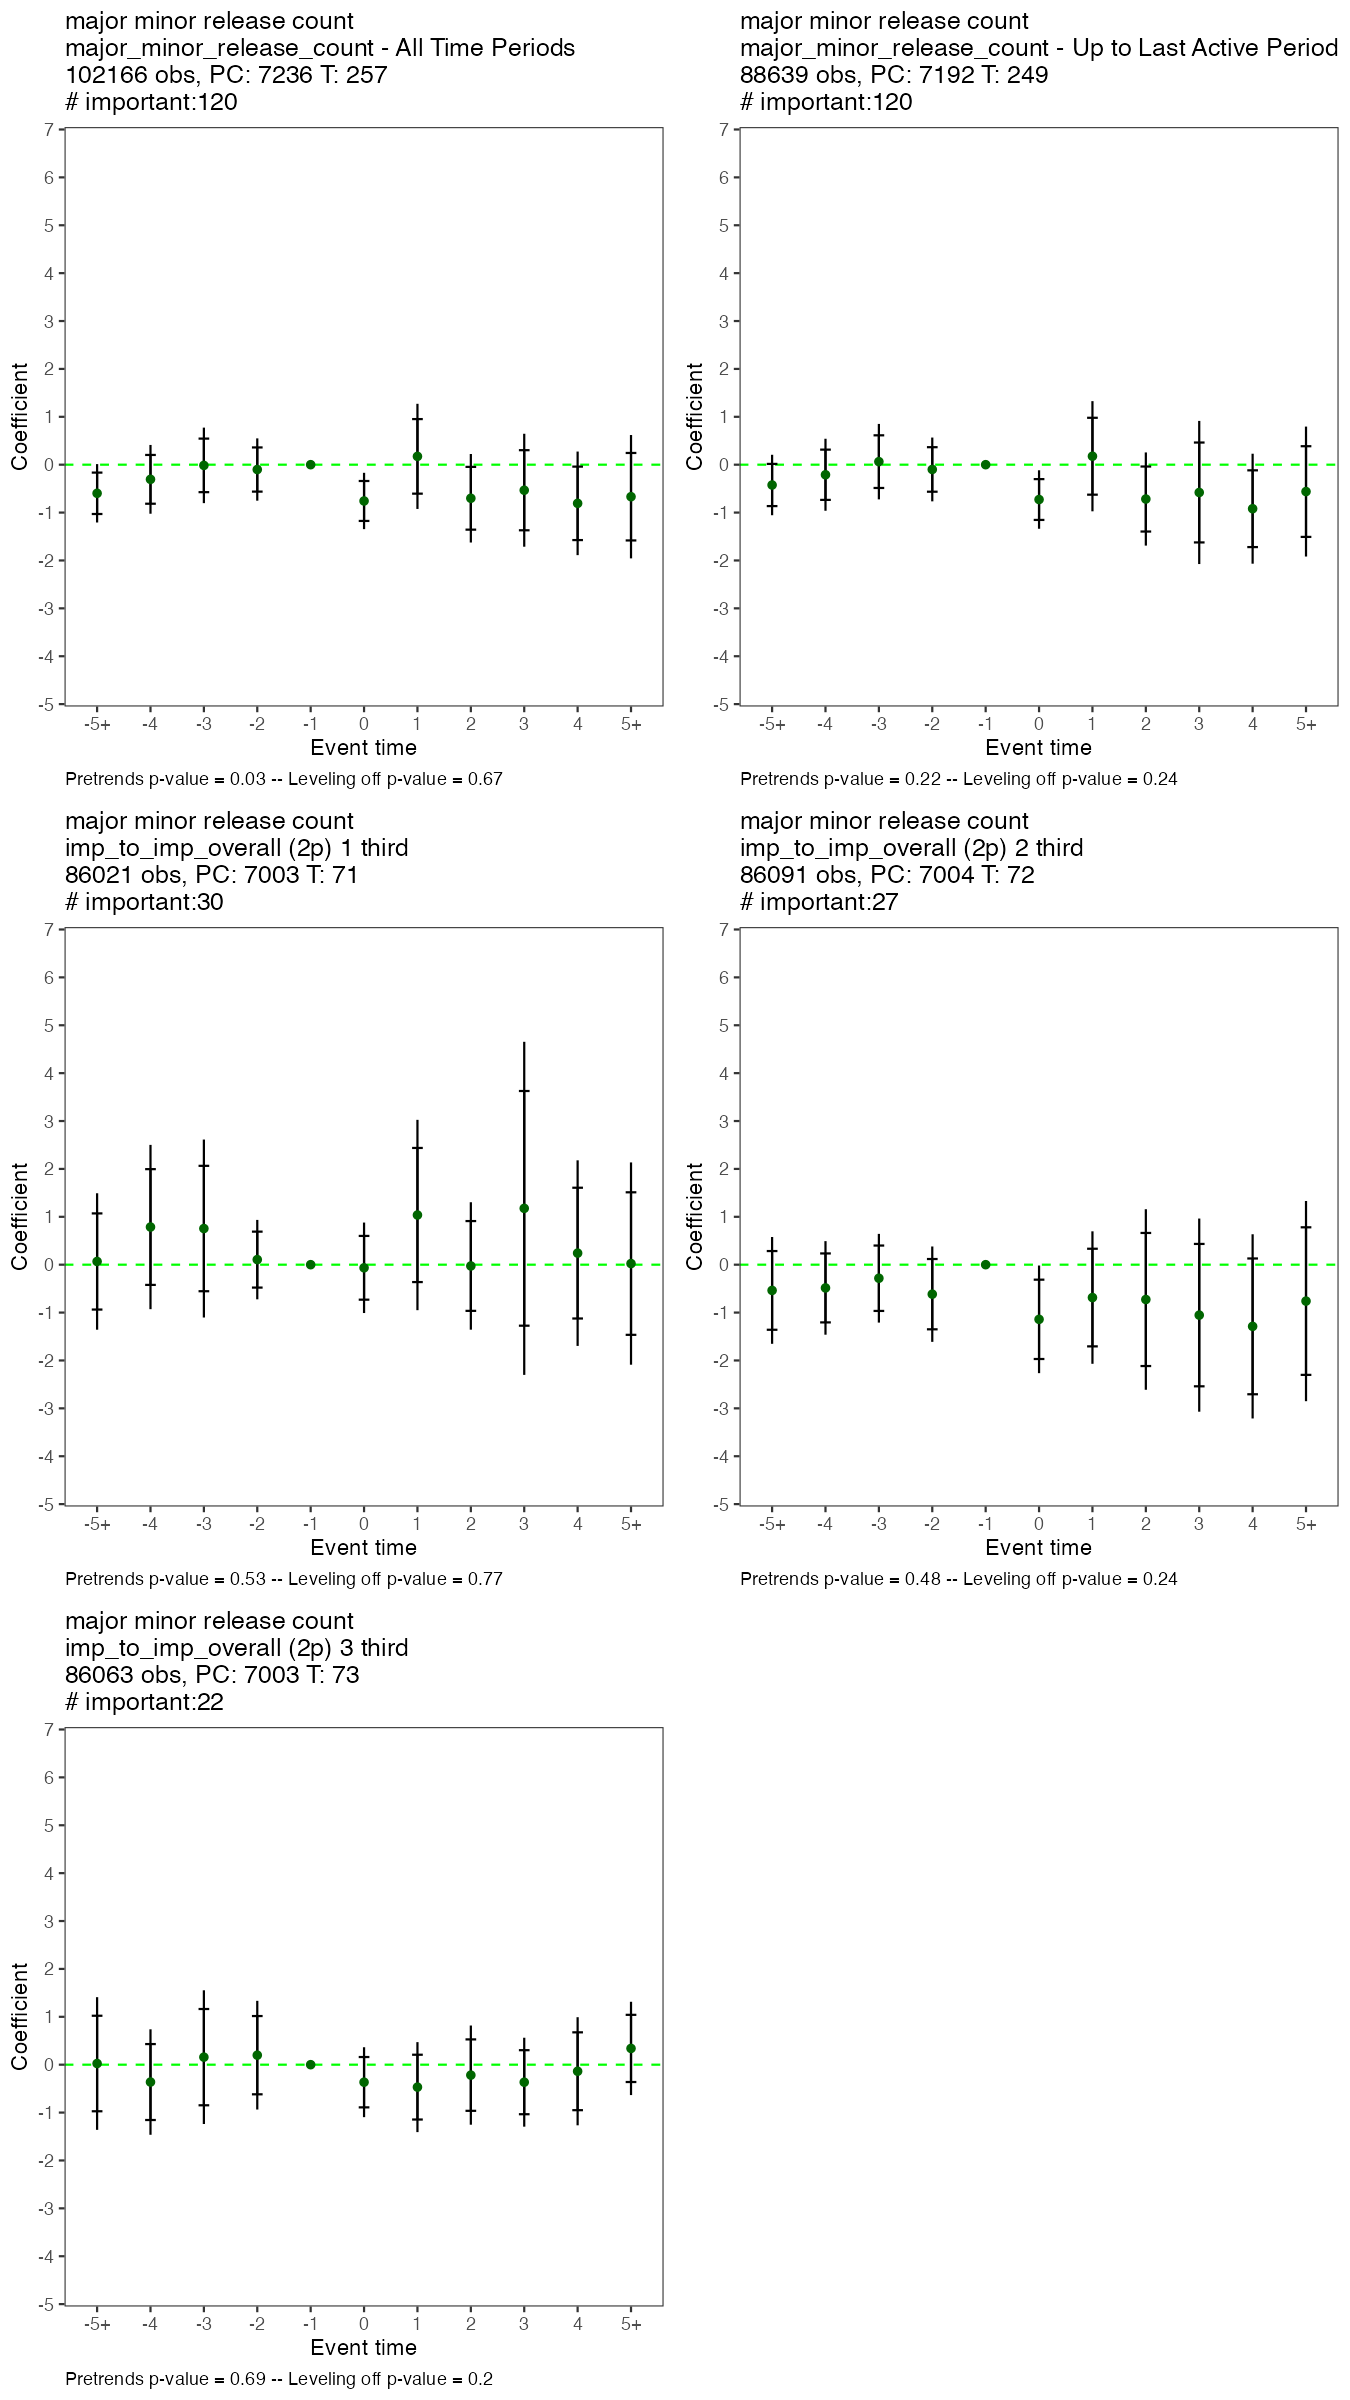 major minor release count
major_minor_release_count - All Time Periods
102166 obs, PC: 7236 T: 257
# important:120
7
6
5
4
3
2
1
0
-1
-2
-3
-4
-5
Coefficient
-5+ -4 -3 -2 -1 0 1 2 3 4 5+
Event time
Pretrends p-value = 0.03 -- Leveling off p-value = 0.67
major minor release count
major_minor_release_count - Up to Last Active Period
88639 obs, PC: 7192 T: 249
# important:120
7
6
5
4
3
2
1
0
-1
-2
-3
-4
-5
Coefficient
-5+ -4 -3 -2 -1 0 1 2 3 4 5+
Event time
Pretrends p-value = 0.22 -- Leveling off p-value = 0.24
major minor release count
imp_to_imp_overall (2p) 1 third
86021 obs, PC: 7003 T: 71
# important:30
7
6
5
4
3
2
1
0
-1
-2
-3
-4
-5
Coefficient
-5+ -4 -3 -2 -1 0 1 2 3 4 5+
Event time
Pretrends p-value = 0.53 -- Leveling off p-value = 0.77
major minor release count
imp_to_imp_overall (2p) 2 third
86091 obs, PC: 7004 T: 72
# important:27
7
6
5
4
3
2
1
0
-1
-2
-3
-4
-5
Coefficient
-5+ -4 -3 -2 -1 0 1 2 3 4 5+
Event time
Pretrends p-value = 0.48 -- Leveling off p-value = 0.24
major minor release count
imp_to_imp_overall (2p) 3 third
86063 obs, PC: 7003 T: 73
# important:22
7
6
5
4
3
2
1
0
-1
-2
-3
-4
-5
Coefficient
-5+ -4 -3 -2 -1 0 1 2 3 4 5+
Event time
Pretrends p-value = 0.69 -- Leveling off p-value = 0.2